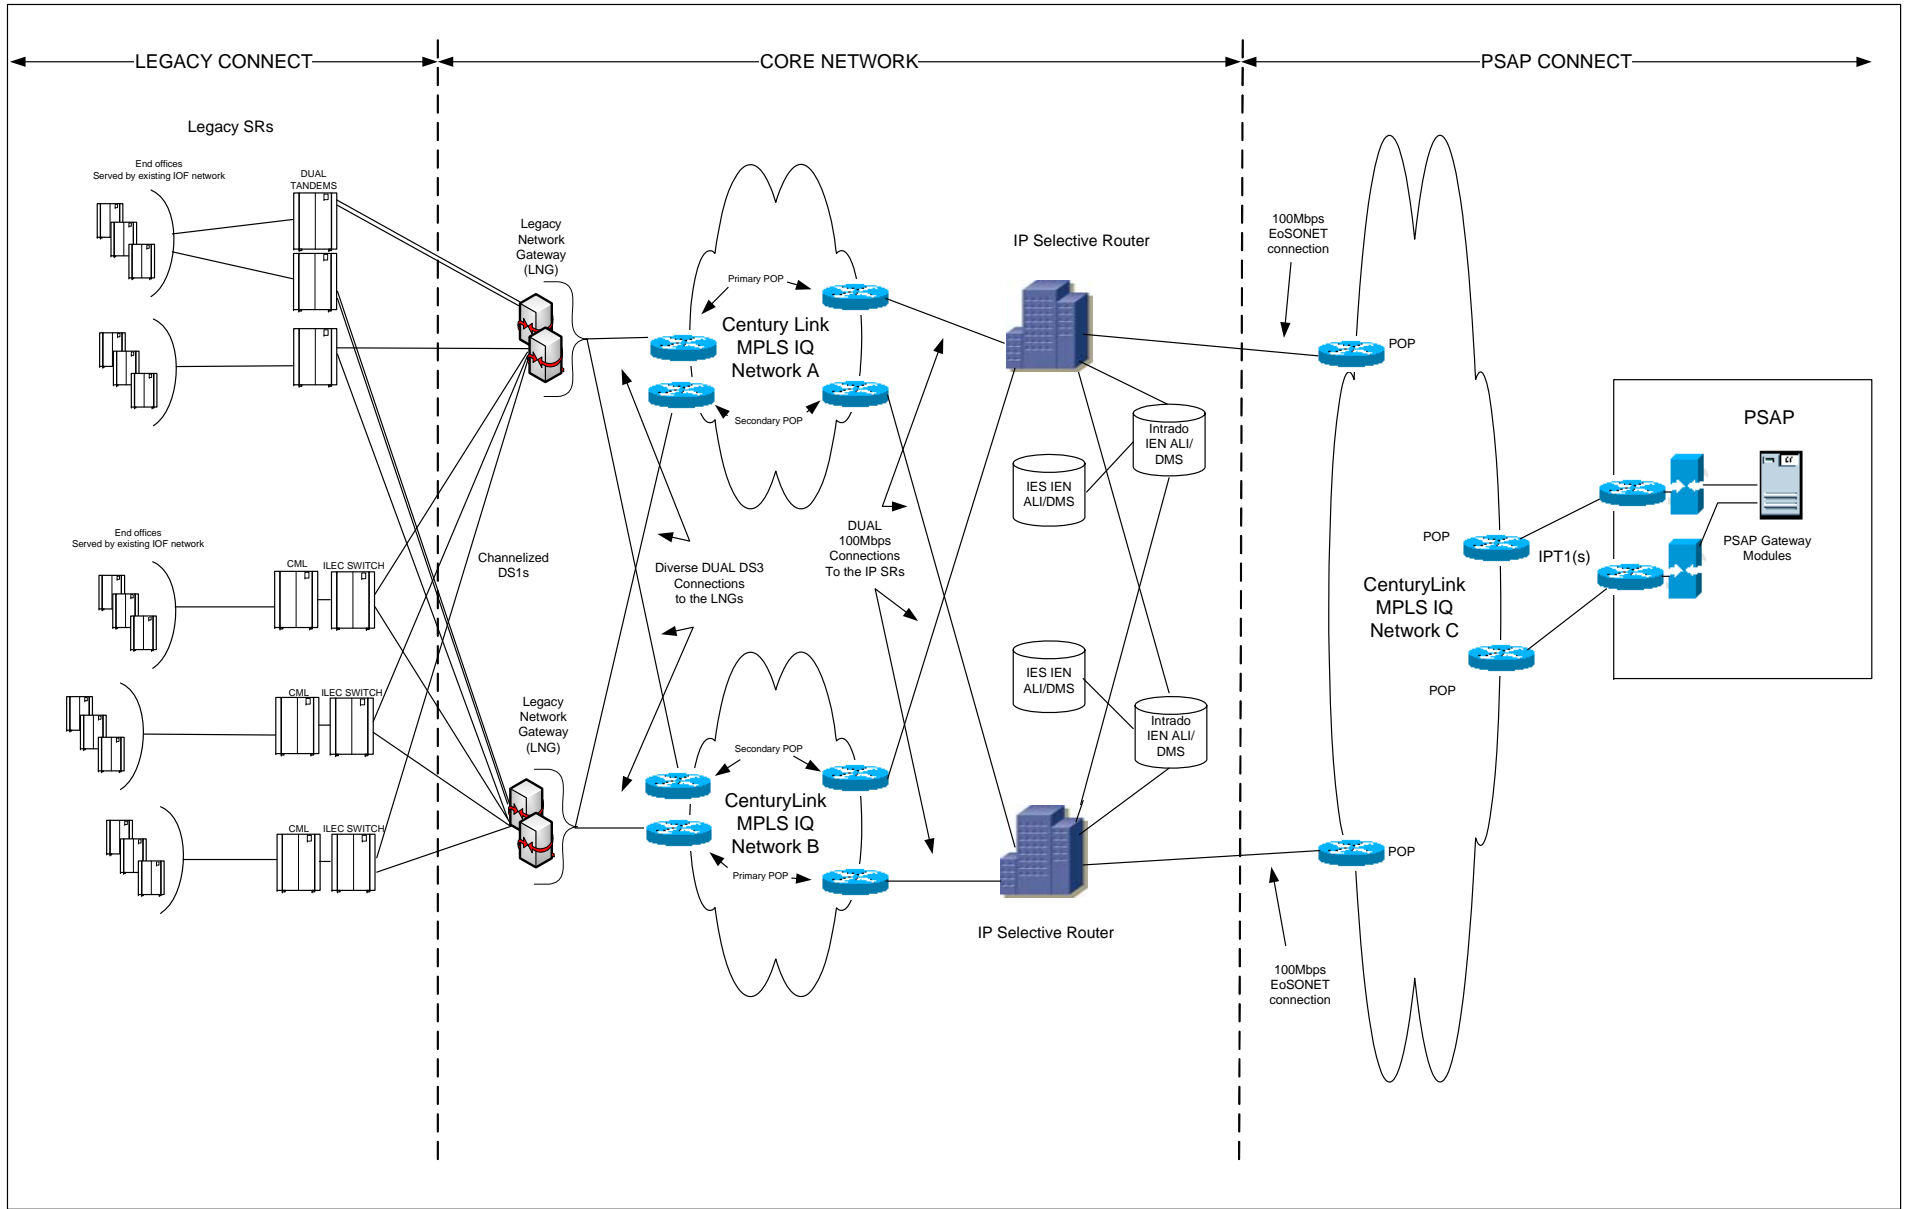 LEGACY CONNECT
CORE NETWORK
PSAP CONNECT
Legacy SRs
End offices
Served by existing IOF network
DUAL
TANDEMS
Legacy
Network
Gateway
(LNG)
Primary POP
Century Link
MPLS IQ
Network A
Secondary POP
IP Selective Router
100Mbps
EoSONET
connection
POP
Intrado
IEN ALI/
DMS
IES IEN
ALI/DMS
PSAP
PSAP Gateway
Modules
End offices
Served by existing IOF network
CML
ILEC SWITCH
Channelized
DS1s
Diverse DUAL DS3
Connections
to the LNGs
DUAL
100Mbps
Connections
To the IP SRs
POP
IPT1(s)
CenturyLink
MPLS IQ
Network C
POP
CML
ILEC SWITCH
Legacy
Network
Gateway
(LNG)
IES IEN
ALI/DMS
Intrado
IEN ALI/
DMS
Secondary POP
CenturyLink
MPLS IQ
Network B
Primary POP
CML
ILEC SWITCH
POP
IP Selective Router
100Mbps
EoSONET
connection